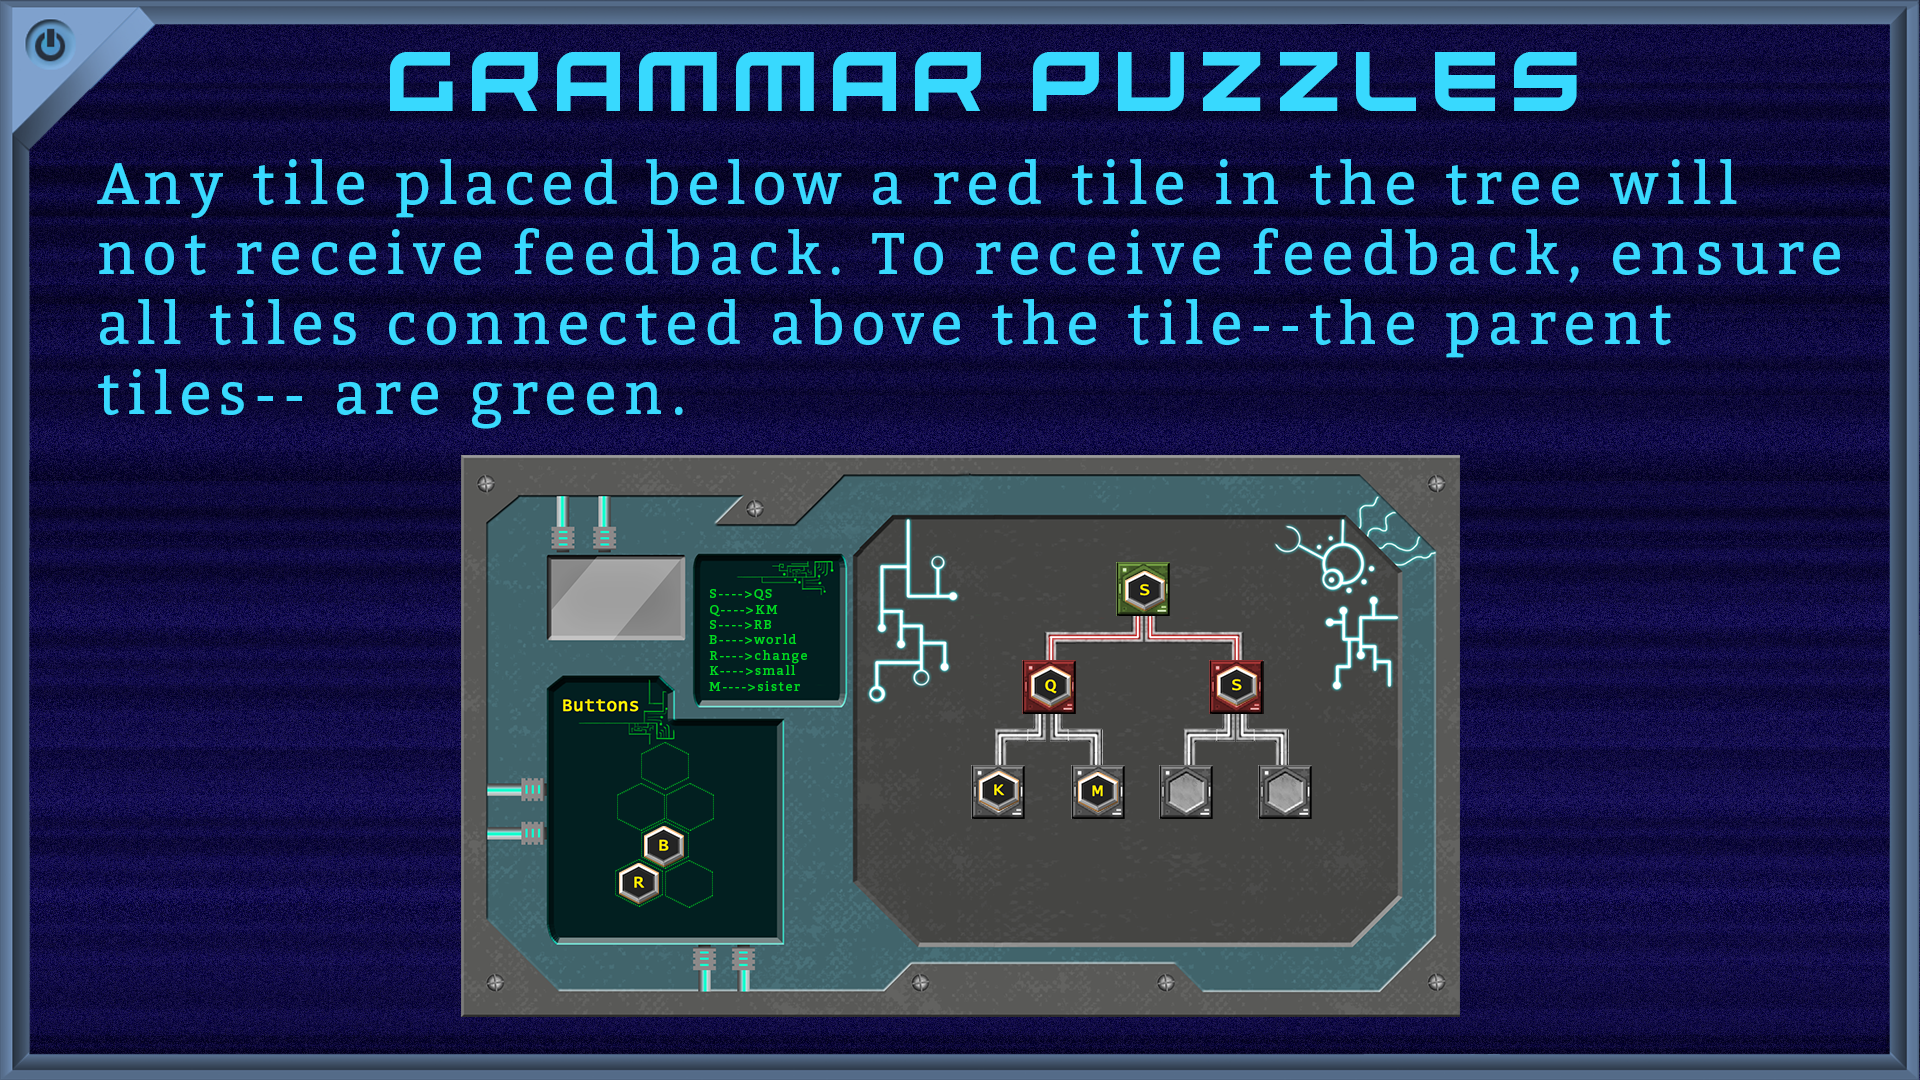 GRAMMAR PUZZLES
Any tile placed below a red tile in the tree will
not receive feedback. To receive feedback, ensure
all tiles connected above the tile--the parent
tiles-- are green.
S---->QS
Q---->KM
S---->RB
B---->world
R---->change
K---->small
M---->sister
Buttons
B
R
S
Q
S
K
M